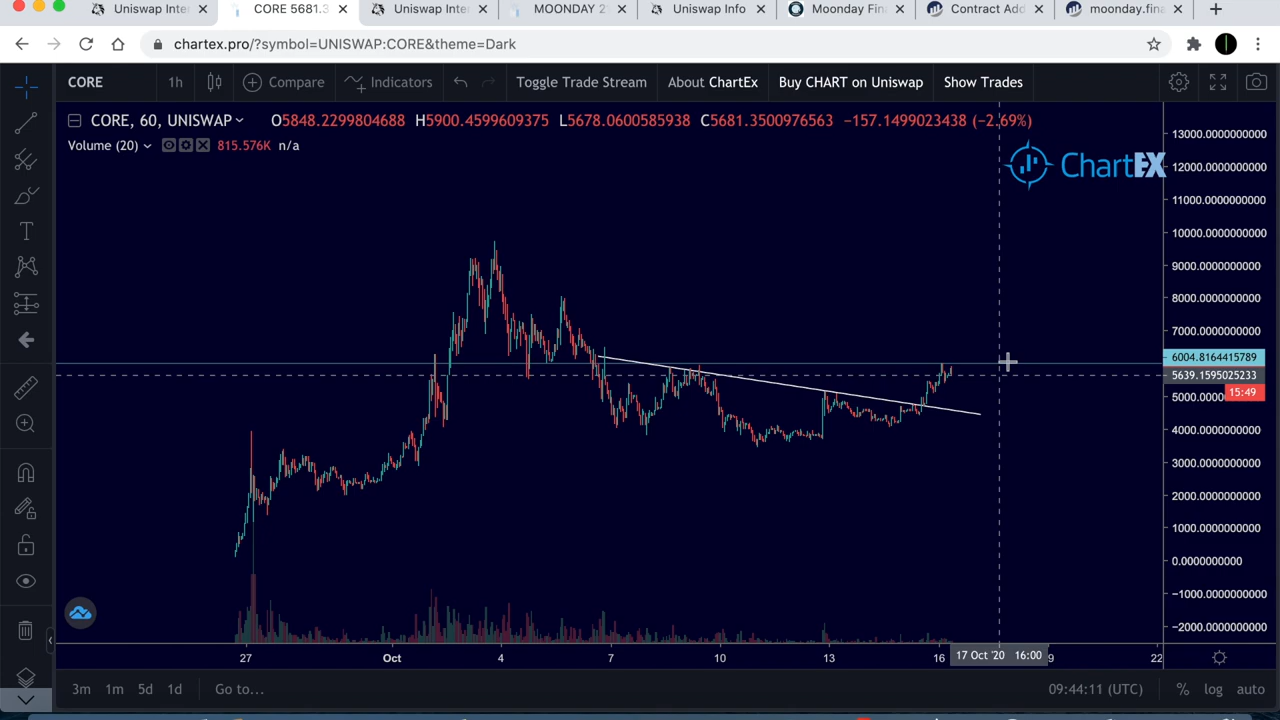 Uniswap Inter
CORE 5681.3
Uniswap Inter
MOONDAY 2
Uniswap Info
Moonday Fina
Contract Add
moonday.fina
chartex.pro/?symbol=UNISWAP:CORE&theme=Dark
CORE 1h Compare Indicators Toggle Trade Stream About ChartEx Buy CHART on Uniswap Show Trades
CORE, 60, UNISWAP O5848.2299804688 H5900.4599609375 L5678.0600585938 C5681.3500976563 −157.1499023438 (−2.69%)
Volume (20) 815.576K n/a
ChartEX
13000.0000000000
12000.0000000000
11000.0000000000
10000.0000000000
9000.0000000000
8000.0000000000
7000.0000000000
6004.8164415789
5639.1595025233
15:49
5000.0000
4000.0000000000
3000.0000000000
2000.0000000000
1000.0000000000
0.0000000000
−1000.0000000000
−2000.0000000000
27 Oct 4 7 10 13 16 17 Oct '20 16:00 9 22
3m 1m 5d 1d Go to... 09:44:11 (UTC) % log auto